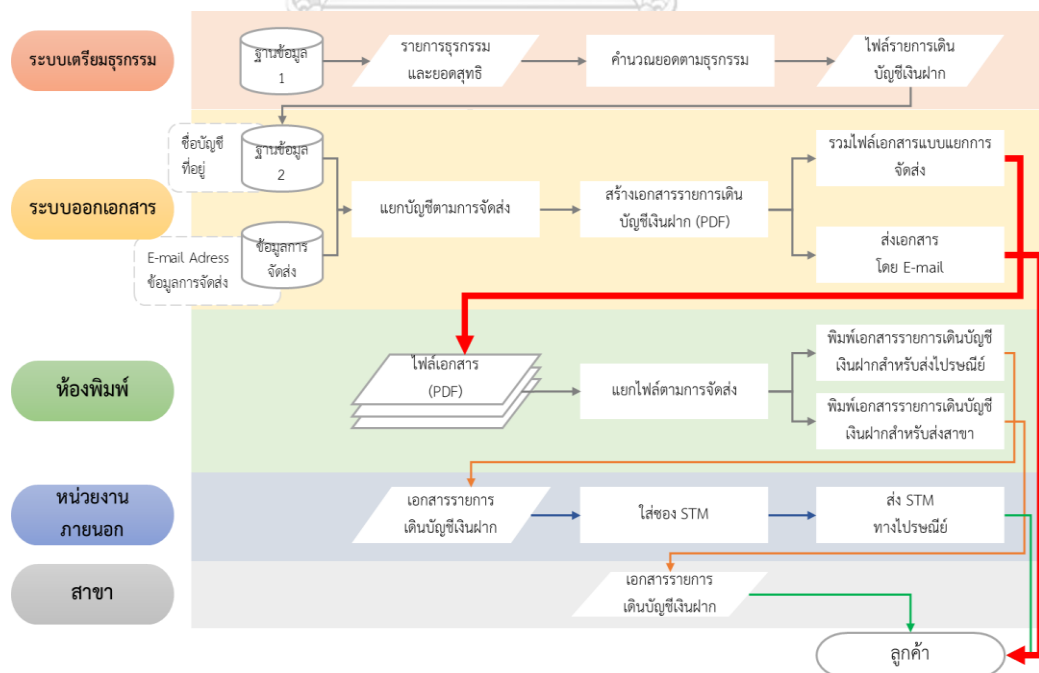 ระบบเตรียมธุรกรรม
ฐานข้อมูล
1
รายการธุรกรรม
และยอดสุทธิ
คำนวณยอดตามธุรกรรม
ไฟล์รายการเดิน
บัญชีเงินฝาก
ระบบออกเอกสาร
ชื่อบัญชี
ที่อยู่
ฐานข้อมูล
2
E-mail Adress
ข้อมูลการจัดส่ง
ข้อมูลการ
จัดส่ง
แยกบัญชีตามการจัดส่ง
สร้างเอกสารรายการเดิน
บัญชีเงินฝาก (PDF)
รวมไฟล์เอกสารแบบแยกการ
จัดส่ง
ส่งเอกสาร
โดย E-mail
ห้องพิมพ์
ไฟล์เอกสาร
(PDF)
แยกไฟล์ตามการจัดส่ง
พิมพ์เอกสารรายการเดินบัญชี
เงินฝากสำหรับส่งไปรษณีย์
พิมพ์เอกสารรายการเดินบัญชี
เงินฝากสำหรับส่งสาขา
หน่วยงาน
ภายนอก
เอกสารรายการ
เดินบัญชีเงินฝาก
ใส่ซอง STM
ส่ง STM
ทางไปรษณีย์
สาขา
เอกสารรายการ
เดินบัญชีเงินฝาก
ลูกค้า